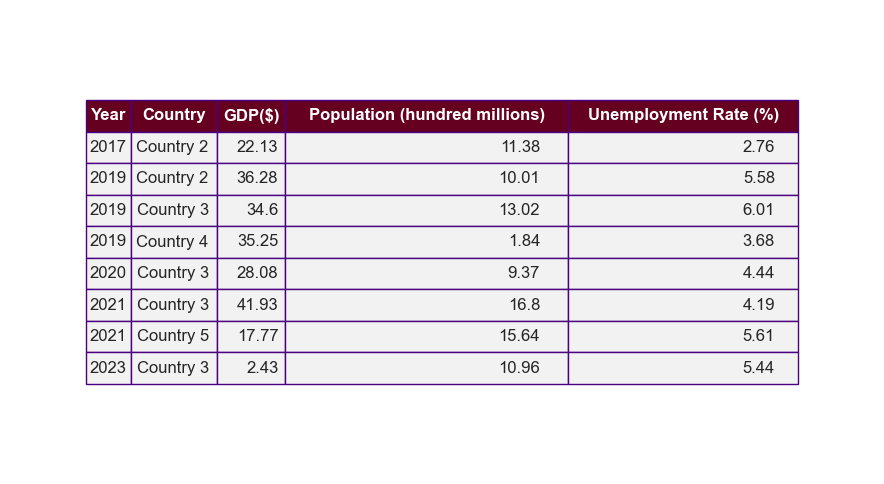 Year Country GDP($) Population (hundred millions) Unemployment Rate (%)
2017 Country 2 22.13 11.38 2.76
2019 Country 2 36.28 10.01 5.58
2019 Country 3 34.6 13.02 6.01
2019 Country 4 35.25 1.84 3.68
2020 Country 3 28.08 9.37 4.44
2021 Country 3 41.93 16.8 4.19
2021 Country 5 17.77 15.64 5.61
2023 Country 3 2.43 10.96 5.44